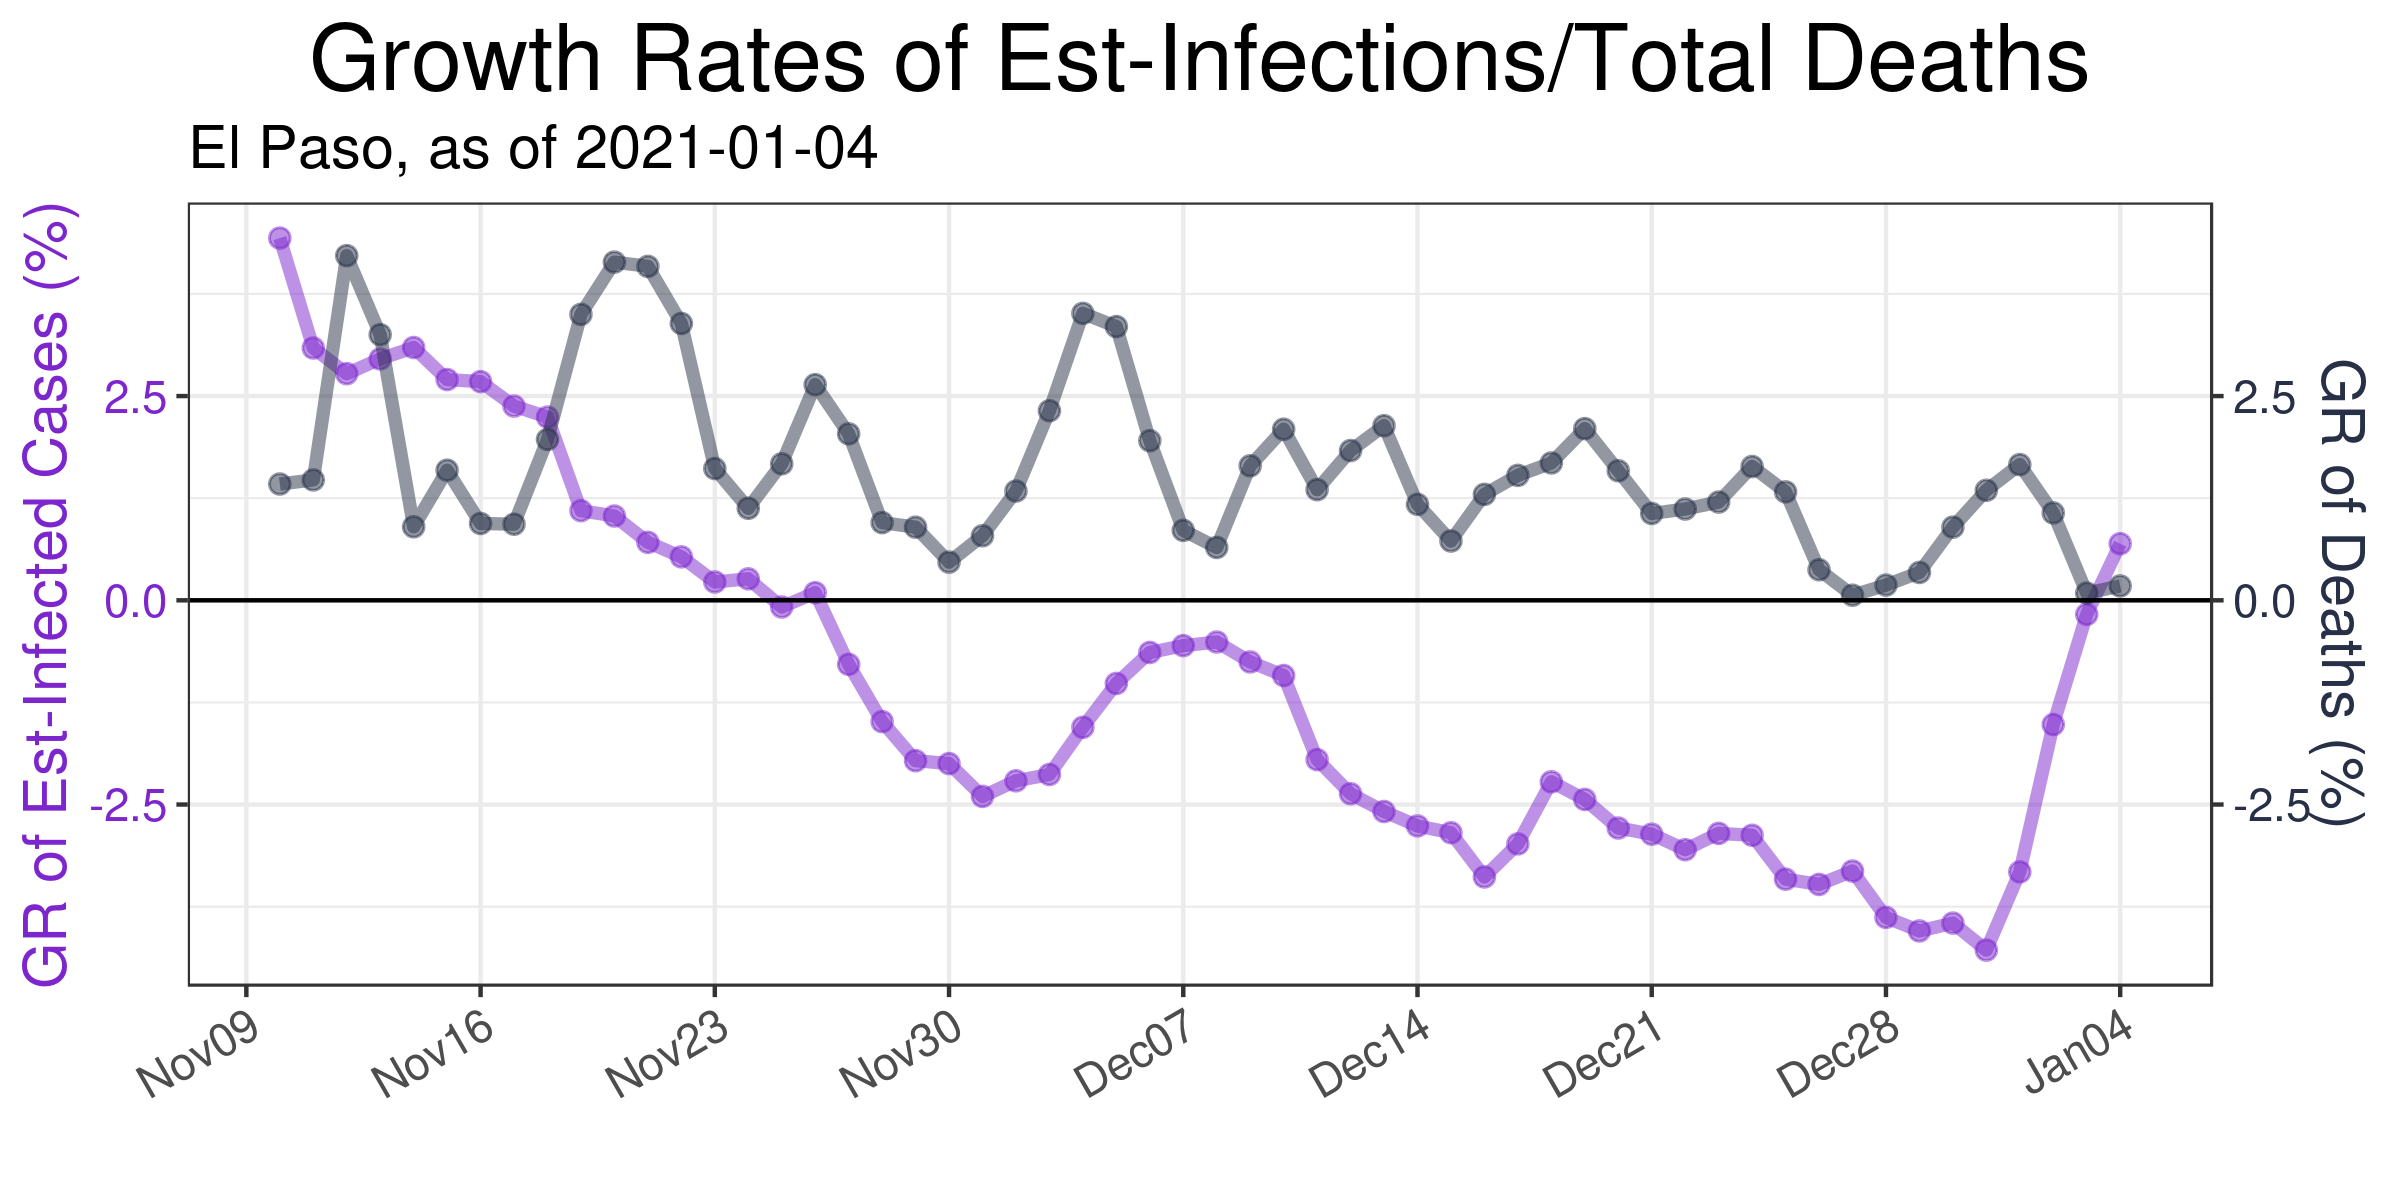 Growth Rates of Est-Infections/Total Deaths
El Paso, as of 2021-01-04
GR of Est-Infected Cases (%)
2.5
0.0
-2.5
2.5
0.0
-2.5
GR of Deaths (%)
Nov09
Nov16
Nov23
Nov30
Dec07
Dec14
Dec21
Dec28
Jan04